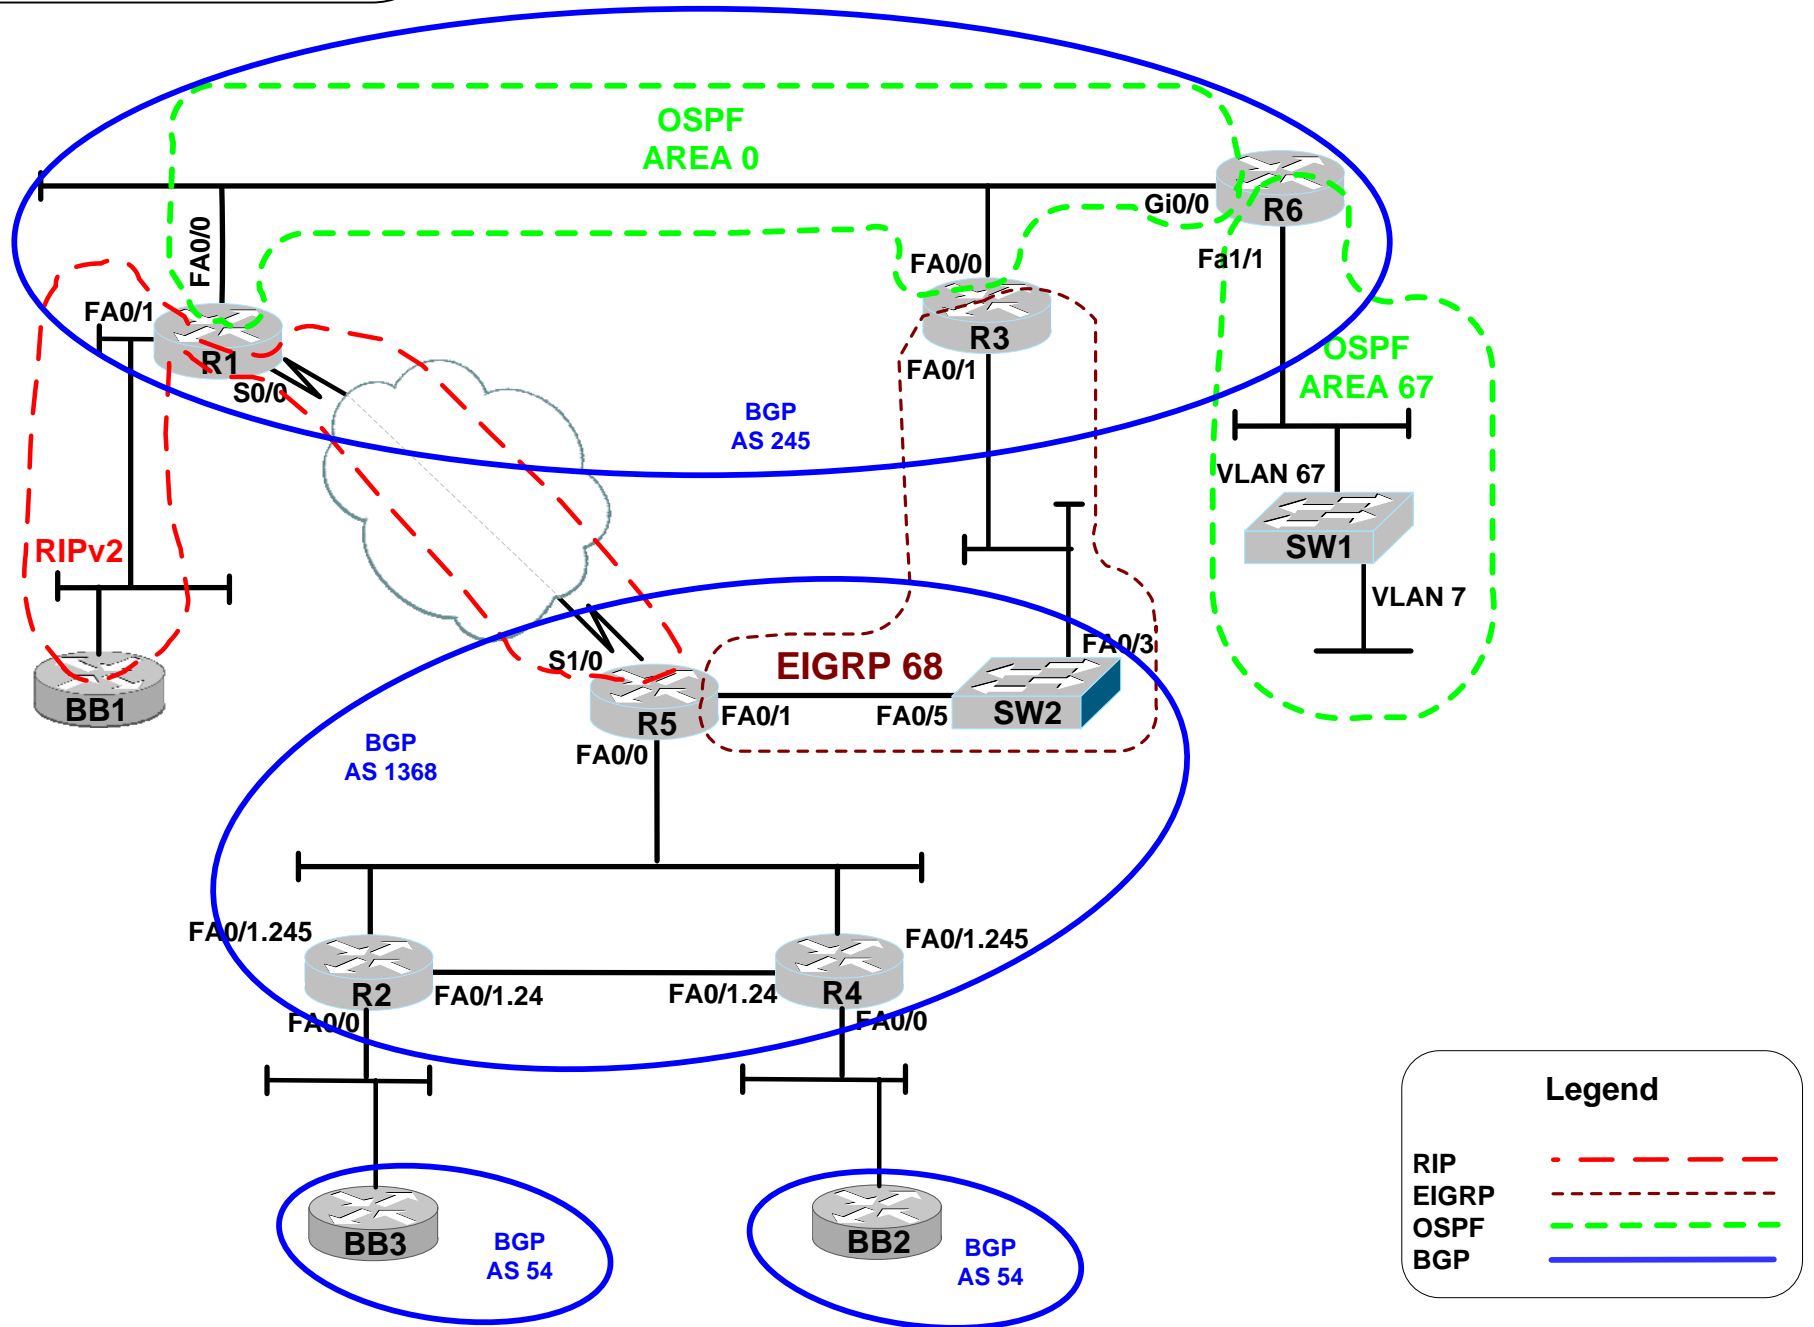 OSPF
AREA 0
FA0/0
Gi0/0
R6
FA0/0
Fa1/1
FA0/1
R1
S0/0
R3
FA0/1
OSPF
AREA 67
BGP
AS 245
VLAN 67
SW1
RIPv2
VLAN 7
BB1
S1/0
EIGRP 68
FA0/3
R5
FA0/1
FA0/5
SW2
FA0/0
BGP
AS 1368
FA0/1.245
FA0/1.245
R2
FA0/1.24
FA0/1.24
R4
FA0/0
FA0/0
BB3
BGP
AS 54
BB2
BGP
AS 54
Legend
RIP
EIGRP
OSPF
BGP